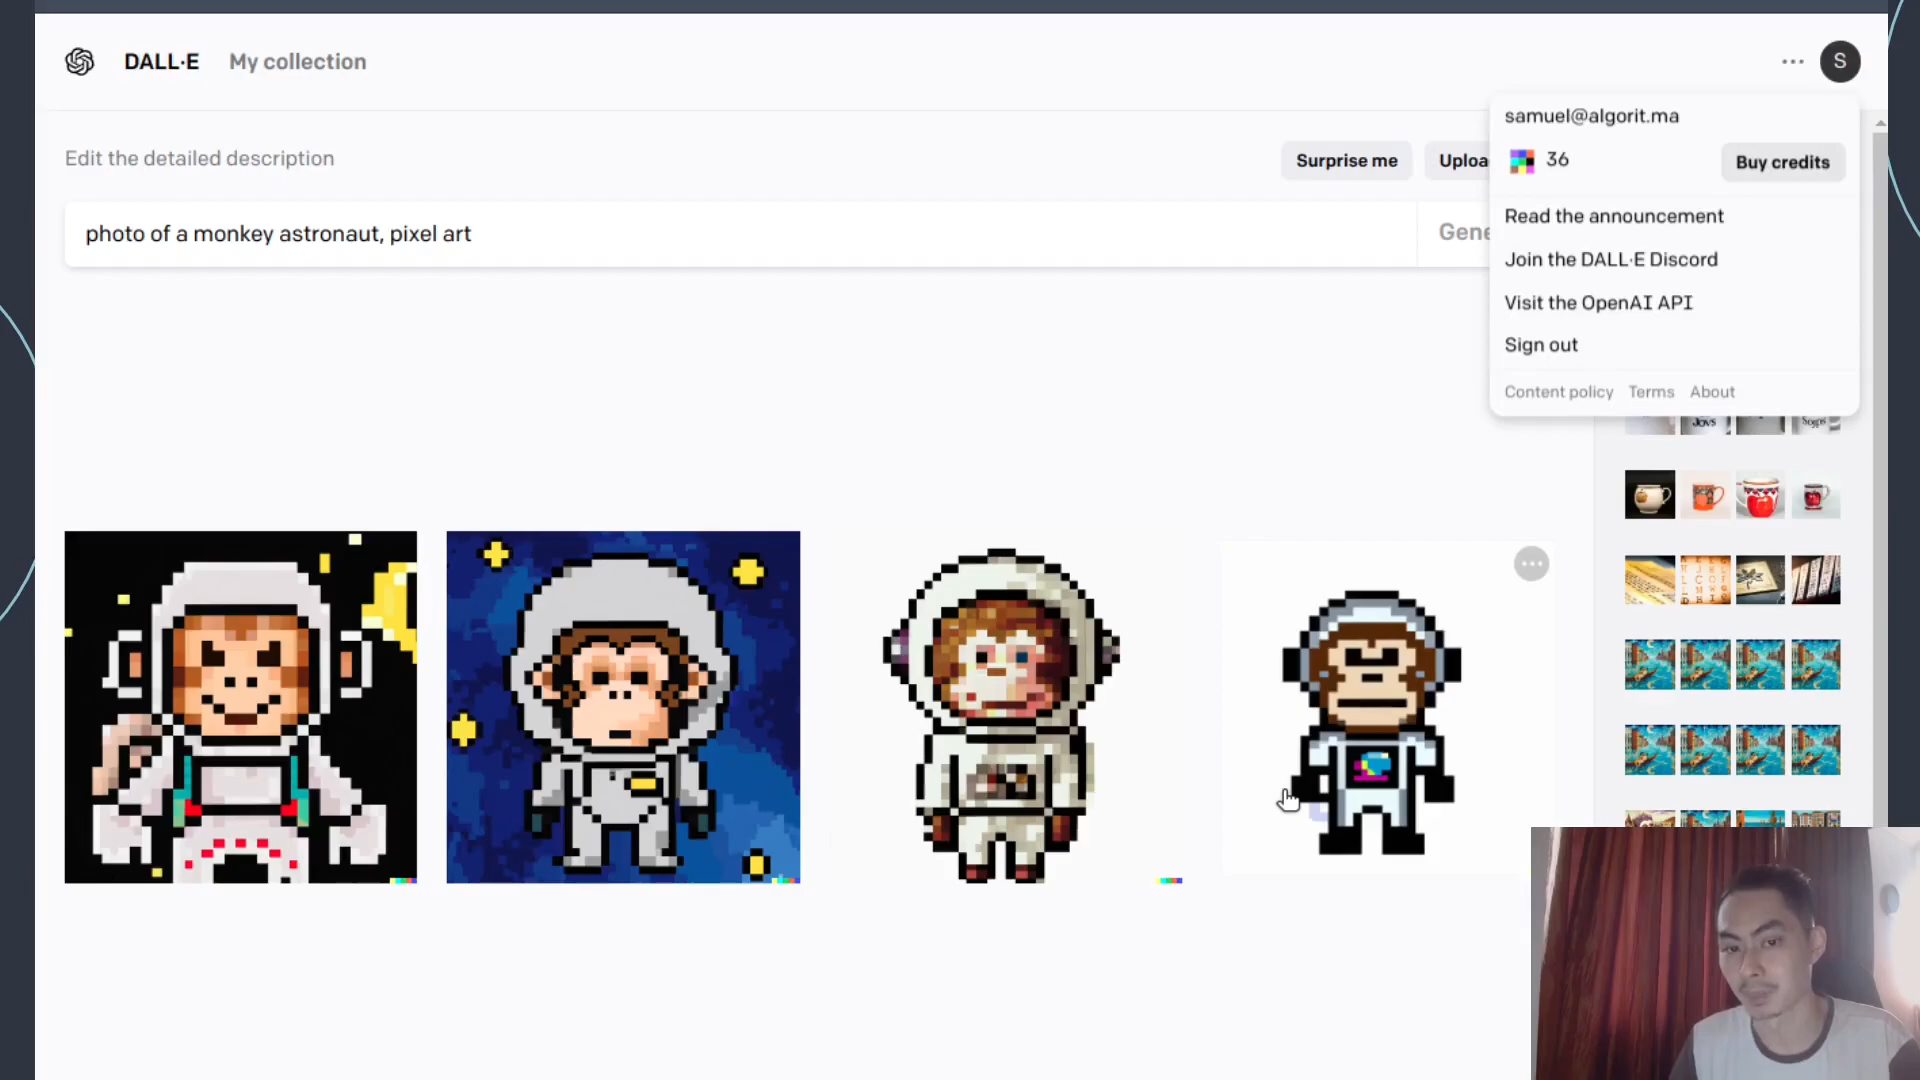 DALL·E My collection
S
samuel@algorit.ma
36
Buy credits
Read the announcement
Join the DALL·E Discord
Visit the OpenAI API
Sign out
Content policy Terms About
Edit the detailed description
Surprise me
Uploa
photo of a monkey astronaut, pixel art
Gene